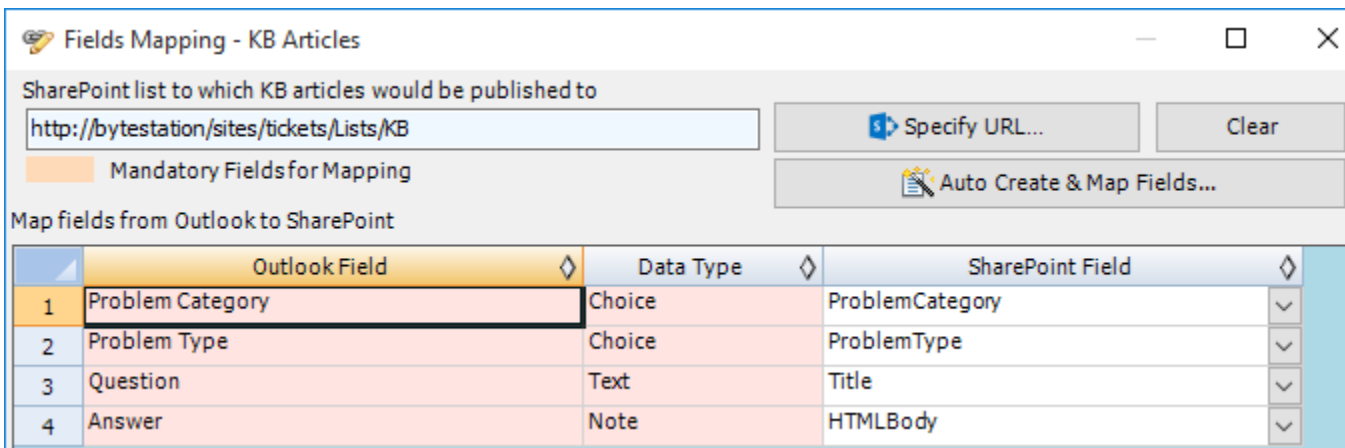 Fields Mapping - KB Articles
SharePoint list to which KB articles would be published to
http://bytestation/sites/tickets/Lists/KB
Specify URL...
Clear
Mandatory Fields for Mapping
Auto Create & Map Fields...
Map fields from Outlook to SharePoint
Outlook Field Data Type SharePoint Field
1 Problem Category Choice ProblemCategory
2 Problem Type Choice ProblemType
3 Question Text Title
4 Answer Note HTMLBody